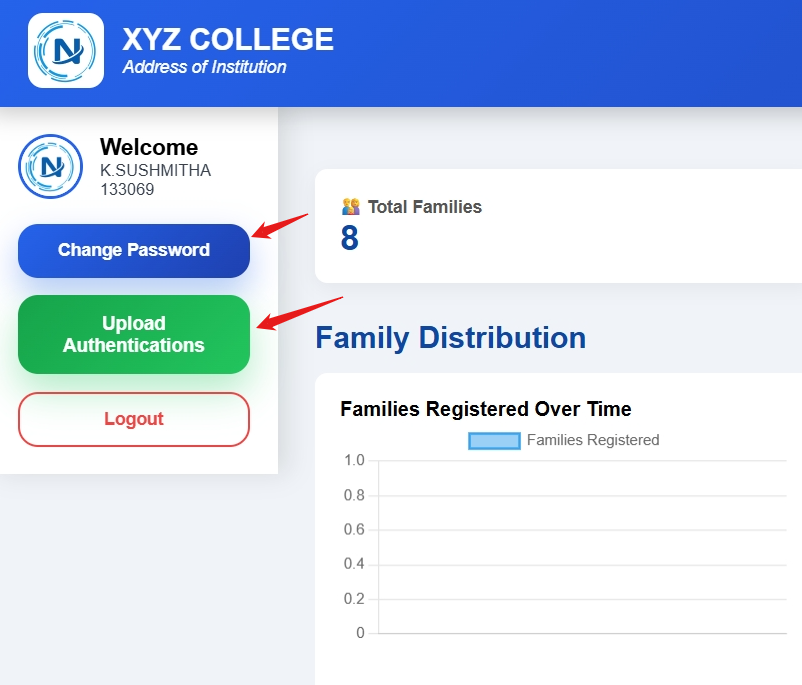 XYZ COLLEGE
Address of Institution
Welcome
K.SUSHMITHA
133069
Change Password
Upload
Authentications
Logout
Total Families
8
Family Distribution
Families Registered Over Time
Families Registered
1.0
0.8
0.6
0.4
0.2
0